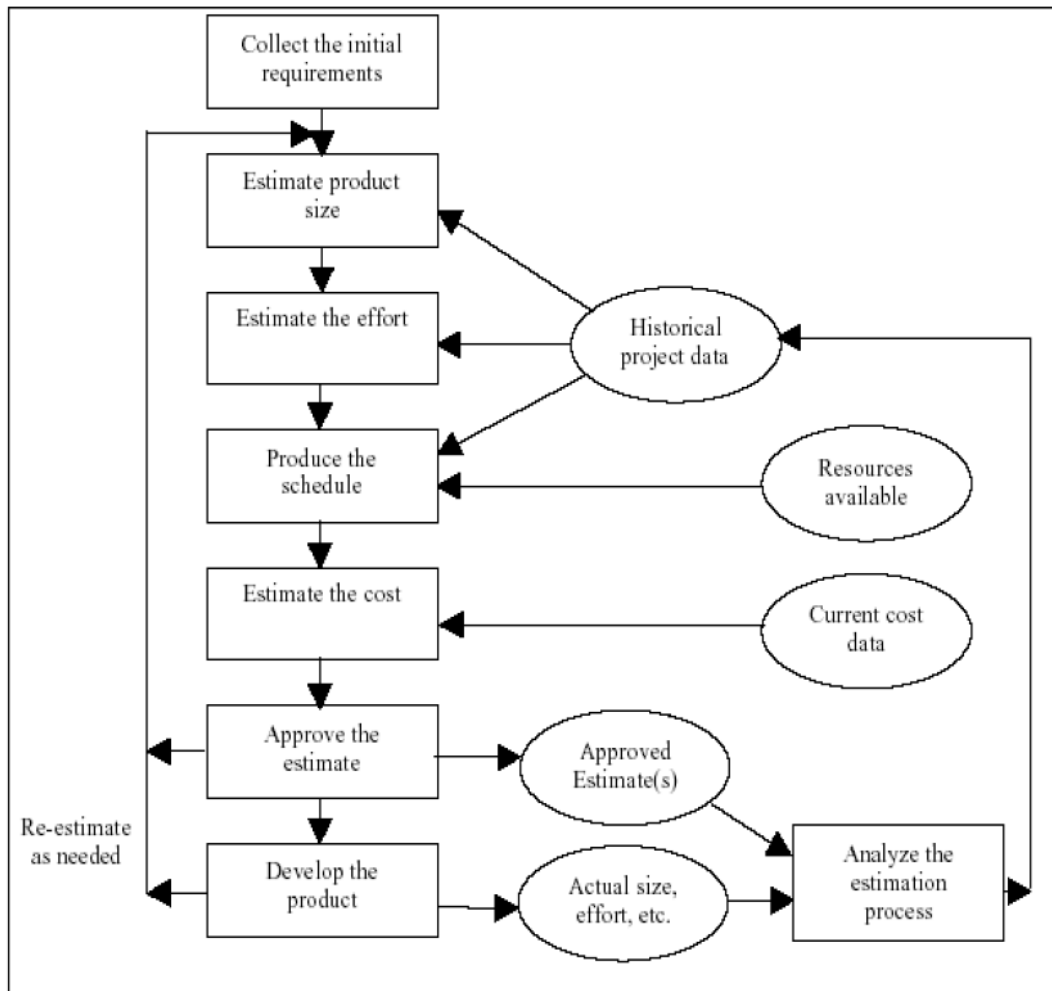 Collect the initial
requirements
Estimate product
size
Estimate the effort
Historical
project data
Produce the
schedule
Resources
available
Estimate the cost
Current cost
data
Approve the
estimate
Approved
Estimate(s)
Re-estimate
as needed
Develop the
product
Actual size,
effort, etc.
Analyze the
estimation
process